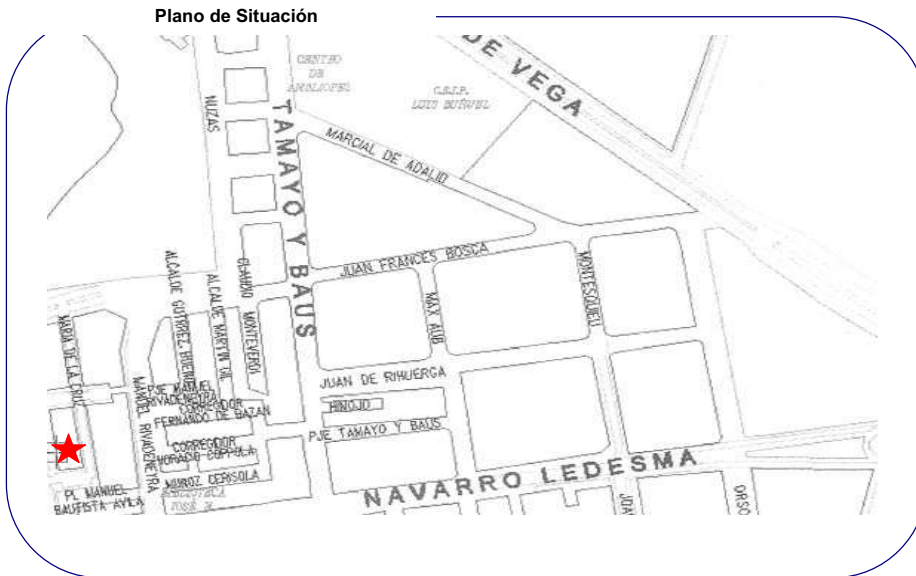 Plano de Situación
DE VEGA
CENTRO
DE
C.E.I.P.
LUIS BUÑUEL
NUZAS
TAMAYO Y BAUS
MARCIAL DE ADALID
JUAN FRANCES BOSCA
ALCALDE GUTIRREZ
ALCALDE MARTIN GIL
CLAUDIO
MONTEVERDI
MAX AUB
MONTESQUIEU
MARIA DE LA CRUZ
MANUEL RIVADENEYRA
PJE MANUEL
RIVADENEYRA
CORREGIDOR
FERNANDO DE BAZAN
JUAN DE RIHUERGA
HINOJO
PJE TAMAYO Y BAUS
CORREGIDOR
HORACIO COPPOLA
MUÑOZ CERISOLA
BIBLIOTECA
JOSE
PL MANUEL
BAUTISTA AVILA
NAVARRO LEDESMA
ORSO